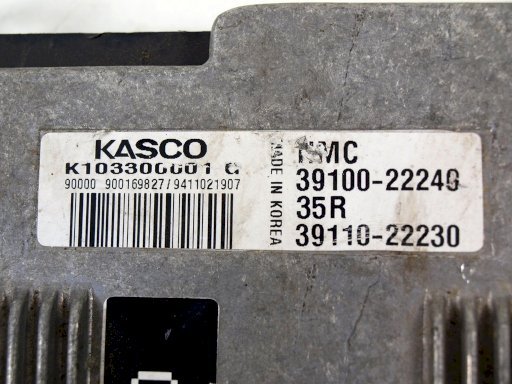 KASCO
K103300001 G
90000 900169827/9411021907
MADE IN KOREA
HMC
39100-22240
35R
39110-22230